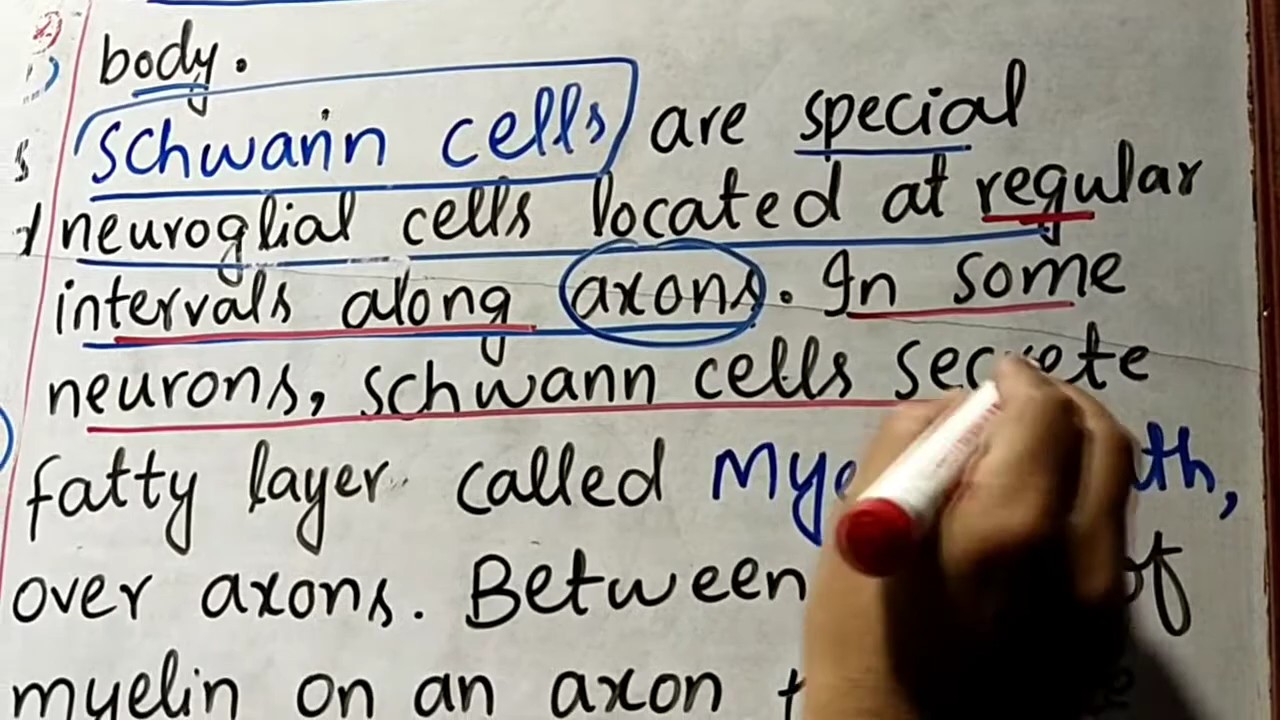 body.
Schwann cells are special
neuroglial cells located at regular
intervals along axons. In some
neurons, schwann cells secrete
fatty layer called
over axons. Between of
myelin on an axon